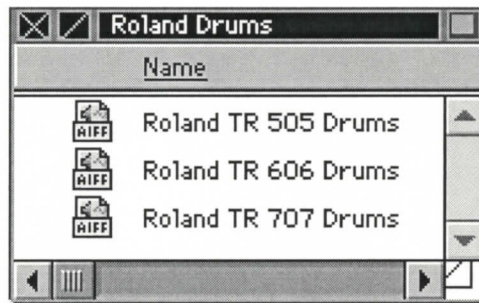 Roland Drums
Name
AIFF Roland TR 505 Drums
AIFF Roland TR 606 Drums
AIFF Roland TR 707 Drums